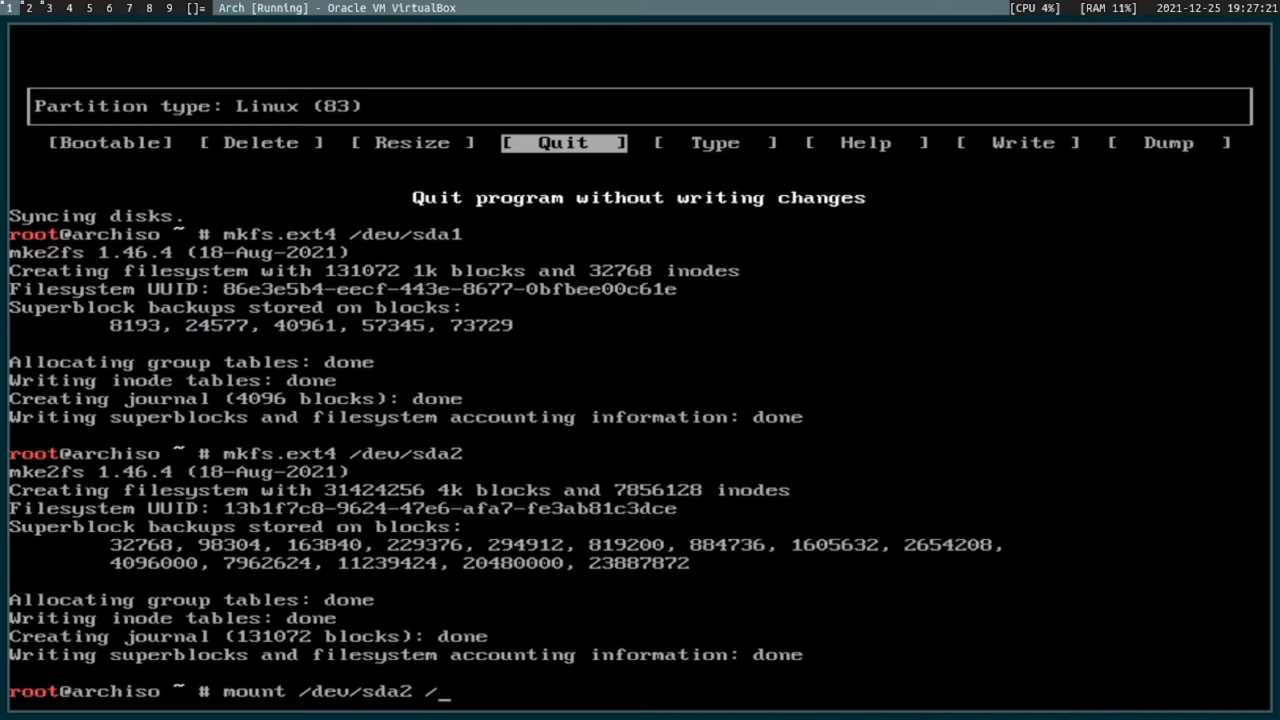 1 2 3 4 5 6 7 8 9 []= Arch [Running] - Oracle VM VirtualBox [CPU 4%] [RAM 11%] 2021-12-25 19:27:21
Partition type: Linux (83)
[Bootable] [ Delete ] [ Resize ] [ Quit ] [ Type ] [ Help ] [ Write ] [ Dump ]
Quit program without writing changes
Syncing disks.
root@archiso ~ # mkfs.ext4 /dev/sda1
mke2fs 1.46.4 (18-Aug-2021)
Creating filesystem with 131072 1k blocks and 32768 inodes
Filesystem UUID: 86e3e5b4-eecf-443e-8677-0bfbee00c61e
Superblock backups stored on blocks:
8193, 24577, 40961, 57345, 73729
Allocating group tables: done
Writing inode tables: done
Creating journal (4096 blocks): done
Writing superblocks and filesystem accounting information: done
root@archiso ~ # mkfs.ext4 /dev/sda2
mke2fs 1.46.4 (18-Aug-2021)
Creating filesystem with 31424256 4k blocks and 7856128 inodes
Filesystem UUID: 13b1f7c8-9624-47e6-afa7-fe3ab81c3dce
Superblock backups stored on blocks:
32768, 98304, 163840, 229376, 294912, 819200, 884736, 1605632, 2654208,
4096000, 7962624, 11239424, 20480000, 23887872
Allocating group tables: done
Writing inode tables: done
Creating journal (131072 blocks): done
Writing superblocks and filesystem accounting information: done
root@archiso ~ # mount /dev/sda2 /_